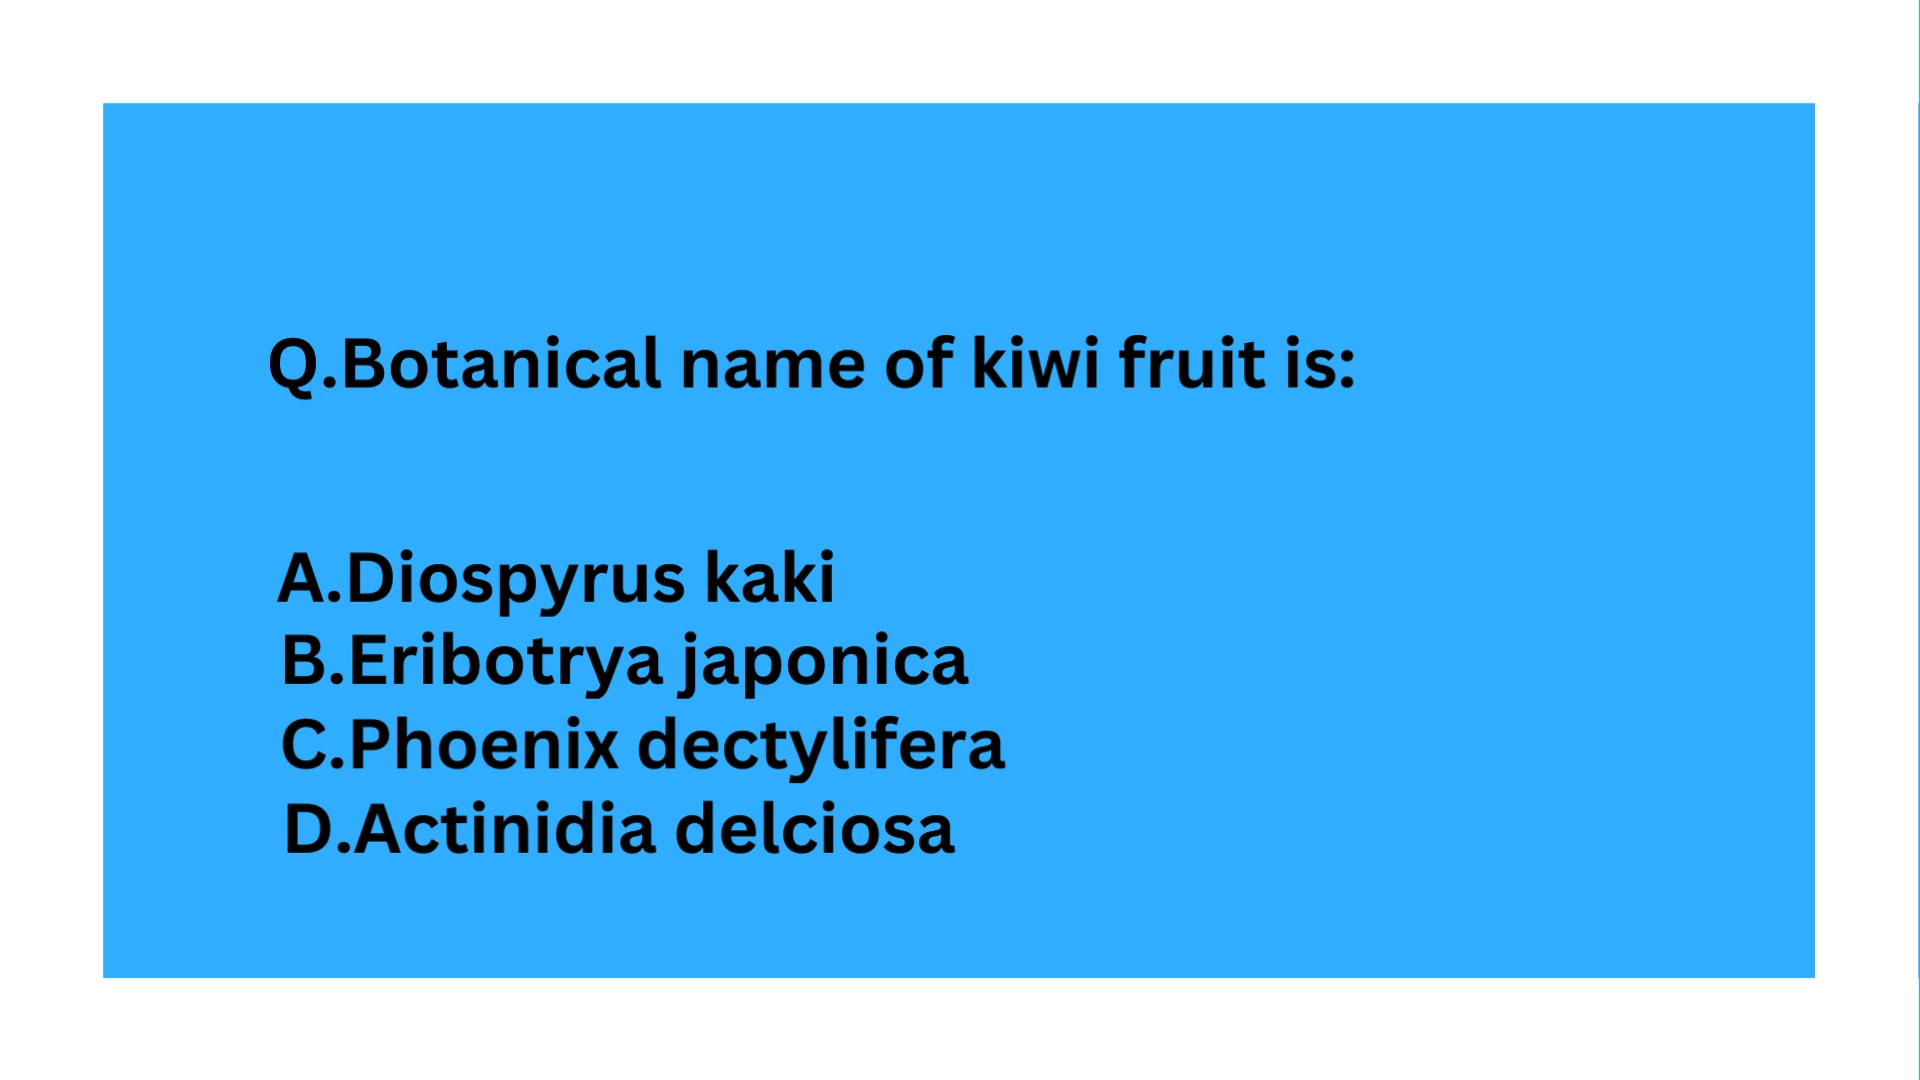 Q.Botanical name of kiwi fruit is:
A.Diospyrus kaki
B.Eribotrya japonica
C.Phoenix dectylifera
D.Actinidia delciosa